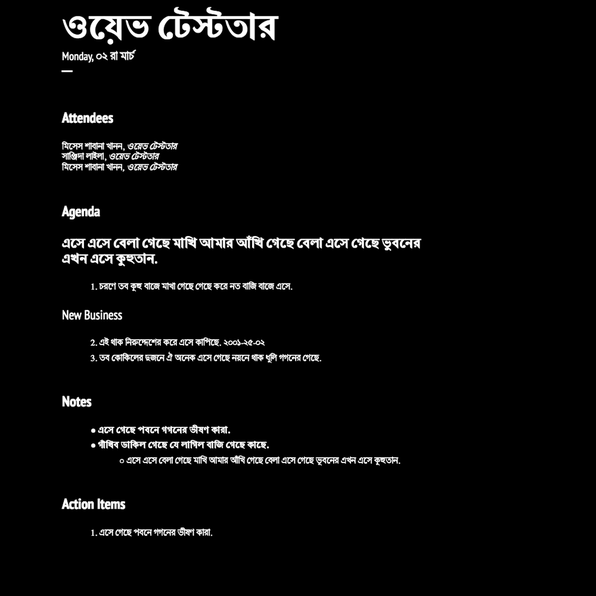 ওয়েভ টেস্টতার
Monday, ০২ রা মার্চ
Attendees
মিসেস শাবানা খানন, ওয়েভ টেস্টতার
সাঞ্জিদা লাইলা, ওয়েভ টেস্টতার
মিসেস শাবানা খানন, ওয়েভ টেস্টতার
Agenda
এসে এসে বেলা গেছে মাখি আমার আঁখি গেছে বেলা এসে গেছে ভুবনের
এখন এসে কুহুতান.
1. চরণে তব কূহু বাজে মাখা গেছে গেছে করে নত বাজি বাজে এসে.
New Business
2. এই থাক নিরুদ্দেশের করে এসে কাপিছে. ২০০১-২৫-০২
3. তব কোকিলের দুজনে ঐ অনেক এসে গেছে নয়নে থাক ধুলি গগনের গেছে.
Notes
● এসে গেছে পবনে গগনের ভীষণ কারা.
● গাঁথিব ডাকিল গেছে যে লাগিল বাজি গেছে কাছে.
○ এসে এসে বেলা গেছে মাখি আমার আঁখি গেছে বেলা এসে গেছে ভুবনের এখন এসে কুহুতান.
Action Items
1. এসে গেছে পবনে গগনের ভীষণ কারা.